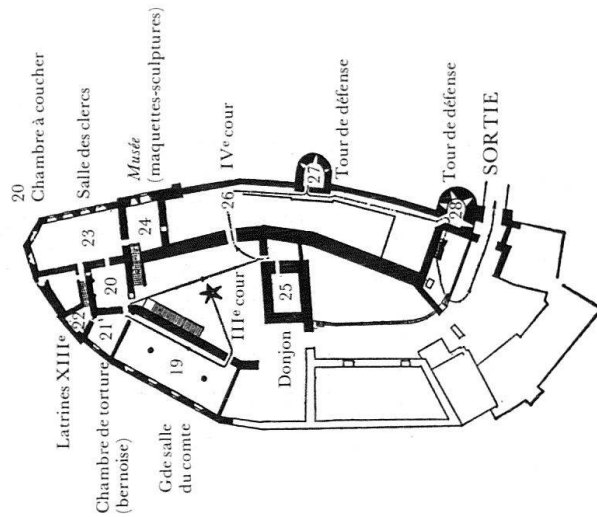 20
Chambre à coucher
Salle des clercs
Musée
(maquettes-sculptures)
IVe cour
Tour de défense
Tour de défense
SORTIE
23
24
26
27
28
20
22
21
IIIe cour
25
19
Donjon
Latrines XIIIe
Chambre de torture
(bernoise)
Gde salle
du comte